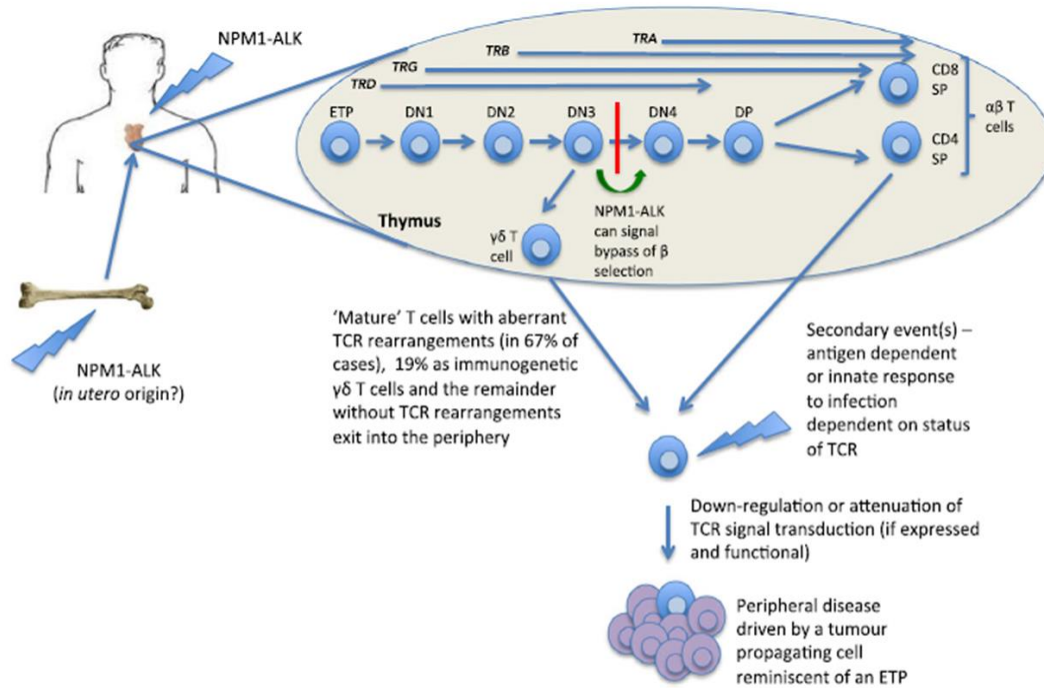 NPM1-ALK
TRA
TRB
TRG
TRD
ETP
DN1
DN2
DN3
DN4
DP
CD8
SP
CD4
SP
αβ T
cells
Thymus
γδ T
cell
NPM1-ALK
can signal
bypass of β
selection
NPM1-ALK
(in utero origin?)
‘Mature’ T cells with aberrant
TCR rearrangements (in 67% of
cases), 19% as immunogenetic
γδ T cells and the remainder
without TCR rearrangements
exit into the periphery
Secondary event(s) –
antigen dependent
or innate response
to infection
dependent on status
of TCR
Down-regulation or attenuation of
TCR signal transduction (if expressed
and functional)
Peripheral disease
driven by a tumour
propagating cell
reminiscent of an ETP